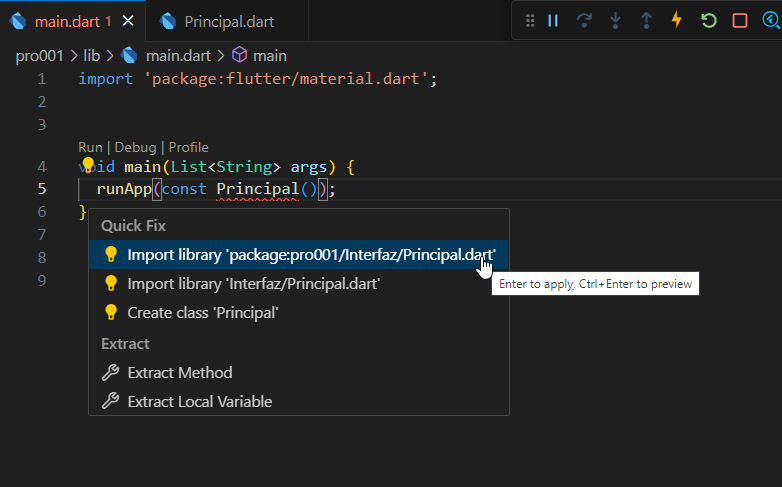 main.dart 1
Principal.dart
pro001 > lib > main.dart > main
1 import 'package:flutter/material.dart';
2
3
Run | Debug | Profile
4 void main(List<String> args) {
5 runApp(const Principal());
6 }
7
8
9
Quick Fix
Import library 'package:pro001/Interfaz/Principal.dart'
Import library 'Interfaz/Principal.dart'
Create class 'Principal'
Extract
Extract Method
Extract Local Variable
Enter to apply, Ctrl+Enter to preview